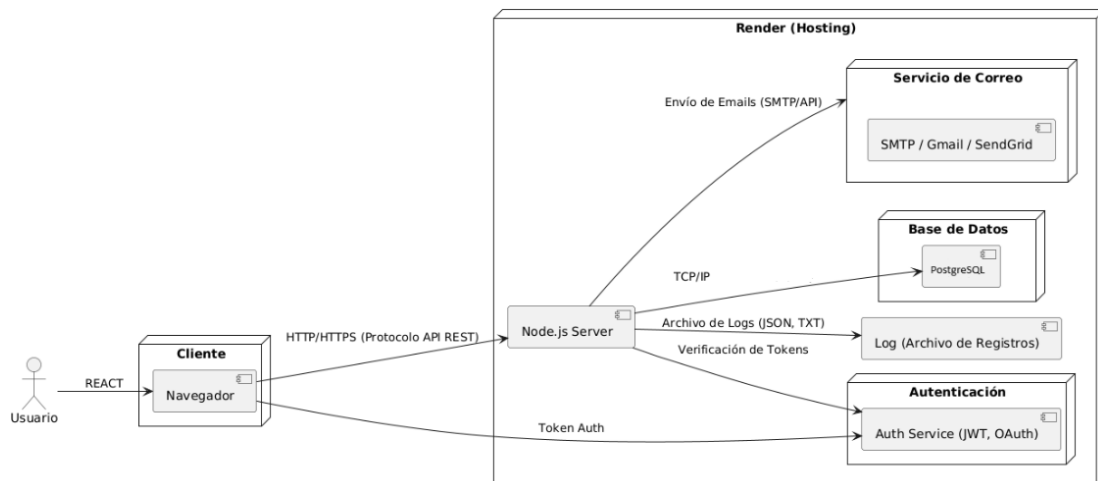 Render (Hosting)
Servicio de Correo
Envío de Emails (SMTP/API)
SMTP / Gmail / SendGrid
Base de Datos
PostgreSQL
TCP/IP
Node.js Server
Archivo de Logs (JSON, TXT)
Log (Archivo de Registros)
HTTP/HTTPS (Protocolo API REST)
Verificación de Tokens
Cliente
Navegador
REACT
Usuario
Autenticación
Auth Service (JWT, OAuth)
Token Auth